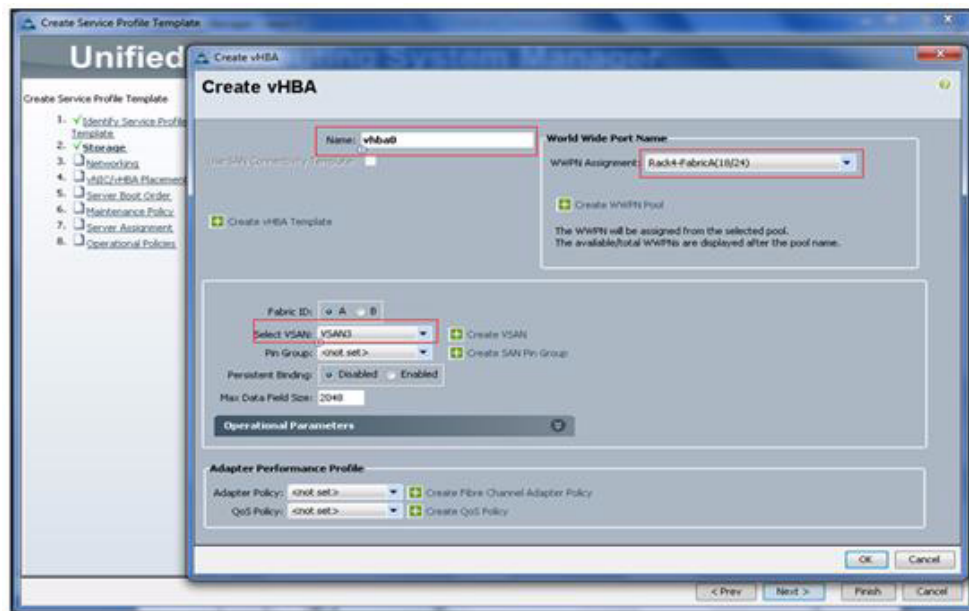 Create Service Profile Template
Unified Computing System Manager
Create vHBA
Create vHBA
Create Service Profile Template
1. √Identify Service Profile
Template
2. √Storage
3. Networking
4. vNIC/vHBA Placement
5. Server Boot Order
6. Maintenance Policy
7. Server Assignment
8. Operational Policies
Name: vhba0
Use SAN Connectivity Template:
Create vHBA Template
World Wide Port Name
WWPN Assignment: Rack4-FabricA(18/24)
Create WWPN Pool
The WWPN will be assigned from the selected pool.
The available/total WWPNs are displayed after the pool name.
Fabric ID: A B
Select VSAN: VSAN3 Create VSAN
Pin Group: <not set> Create SAN Pin Group
Persistent Binding: Disabled Enabled
Max Data Field Size: 2048
Operational Parameters
Adapter Performance Profile
Adapter Policy: <not set> Create Fibre Channel Adapter Policy
QoS Policy: <not set> Create QoS Policy
OK Cancel
< Prev Next > Finish Cancel